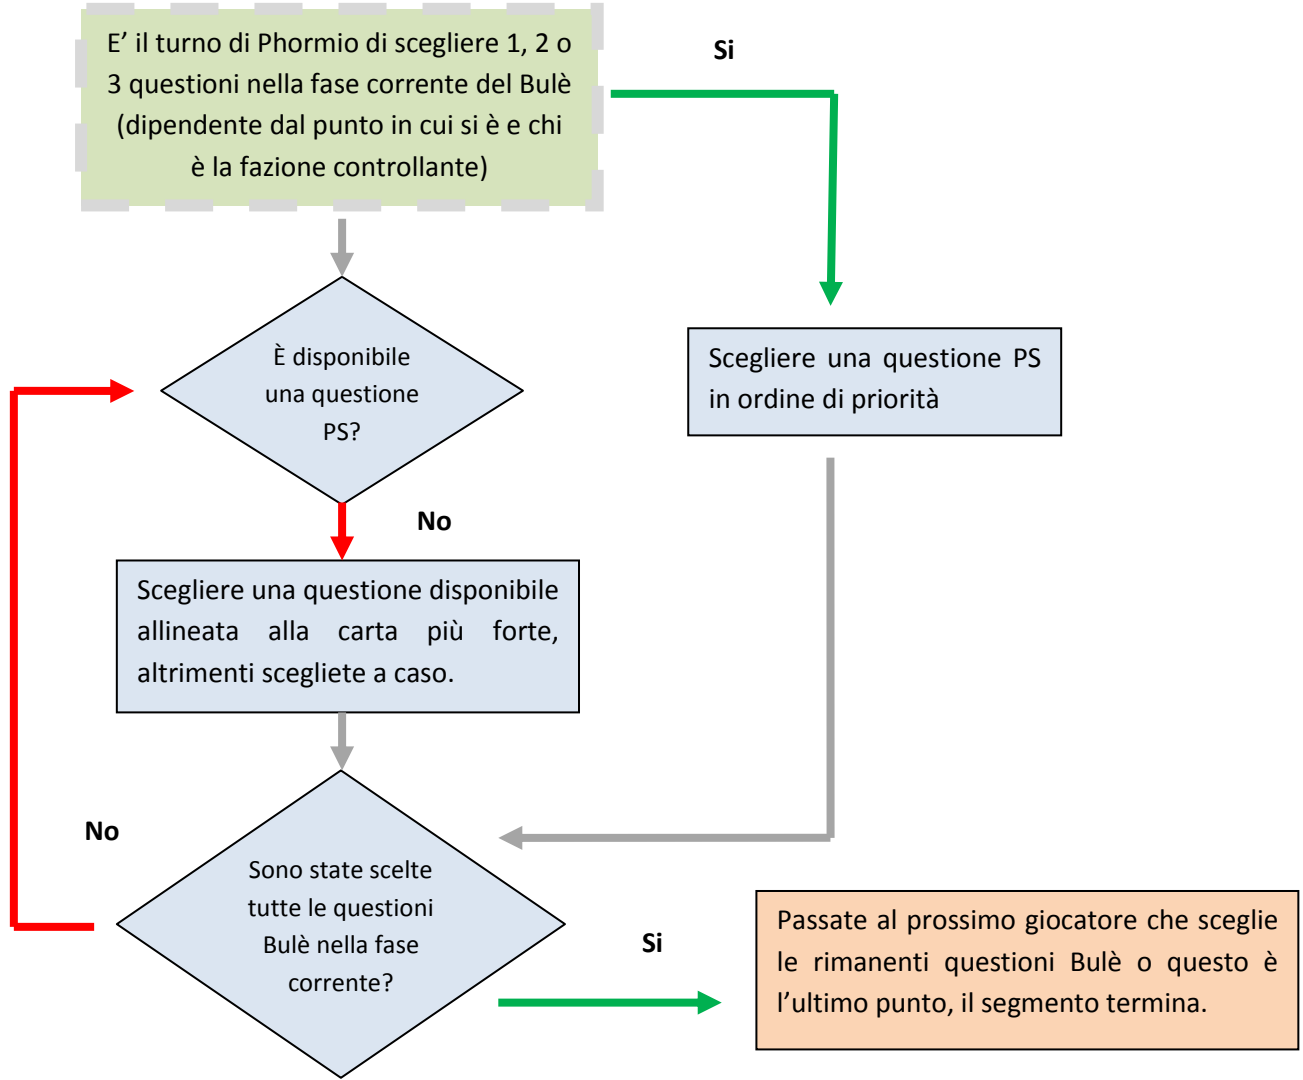 E’ il turno di Phormio di scegliere 1, 2 o
3 questioni nella fase corrente del Bulè
(dipendente dal punto in cui si è e chi
è la fazione controllante)
Si
È disponibile
una questione
PS?
Scegliere una questione PS
in ordine di priorità
No
Scegliere una questione disponibile
allineata alla carta più forte,
altrimenti scegliete a caso.
No
Sono state scelte
tutte le questioni
Bulè nella fase
corrente?
Si
Passate al prossimo giocatore che sceglie
le rimanenti questioni Bulè o questo è
l’ultimo punto, il segmento termina.